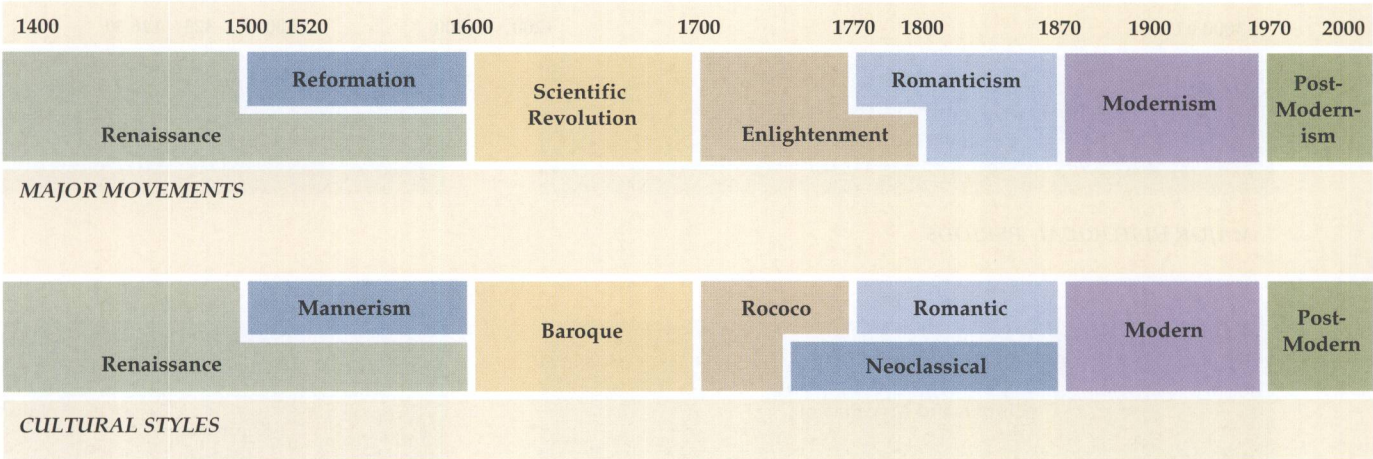 1400 1500 1520 1600 1700 1770 1800 1870 1900 1970 2000
Reformation
Renaissance
Scientific
Revolution
Enlightenment
Romanticism
Modernism
Post-
Modern-
ism
MAJOR MOVEMENTS
Mannerism
Renaissance
Baroque
Rococo
Romantic
Neoclassical
Modern
Post-
Modern
CULTURAL STYLES